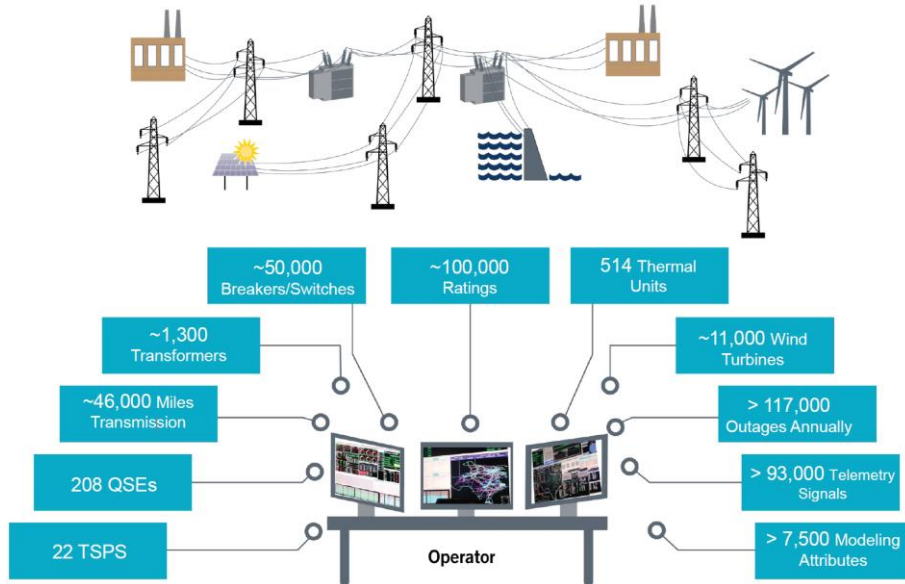 ~50,000
Breakers/Switches
~100,000
Ratings
514 Thermal
Units
~1,300
Transformers
~11,000 Wind
Turbines
~46,000 Miles
Transmission
> 117,000
Outages Annually
208 QSEs
> 93,000 Telemetry
Signals
22 TSPS
Operator
> 7,500 Modeling
Attributes